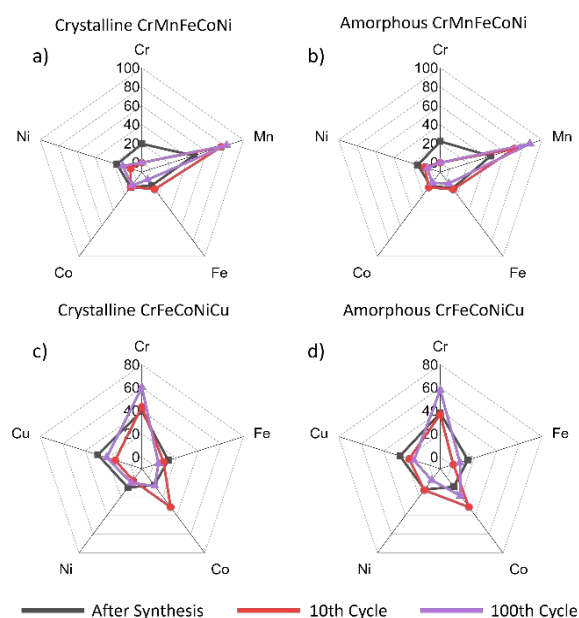 Crystalline CrMnFeCoNi
Amorphous CrMnFeCoNi
a)
Cr
100
80
60
40
20
0
Mn
Fe
Co
Ni
b)
Cr
100
80
60
40
20
0
Mn
Fe
Co
Ni
Crystalline CrFeCoNiCu
Amorphous CrFeCoNiCu
c)
Cr
80
60
40
20
0
Fe
Co
Ni
Cu
d)
Cr
80
60
40
20
0
Fe
Co
Ni
Cu
After Synthesis
10th Cycle
100th Cycle